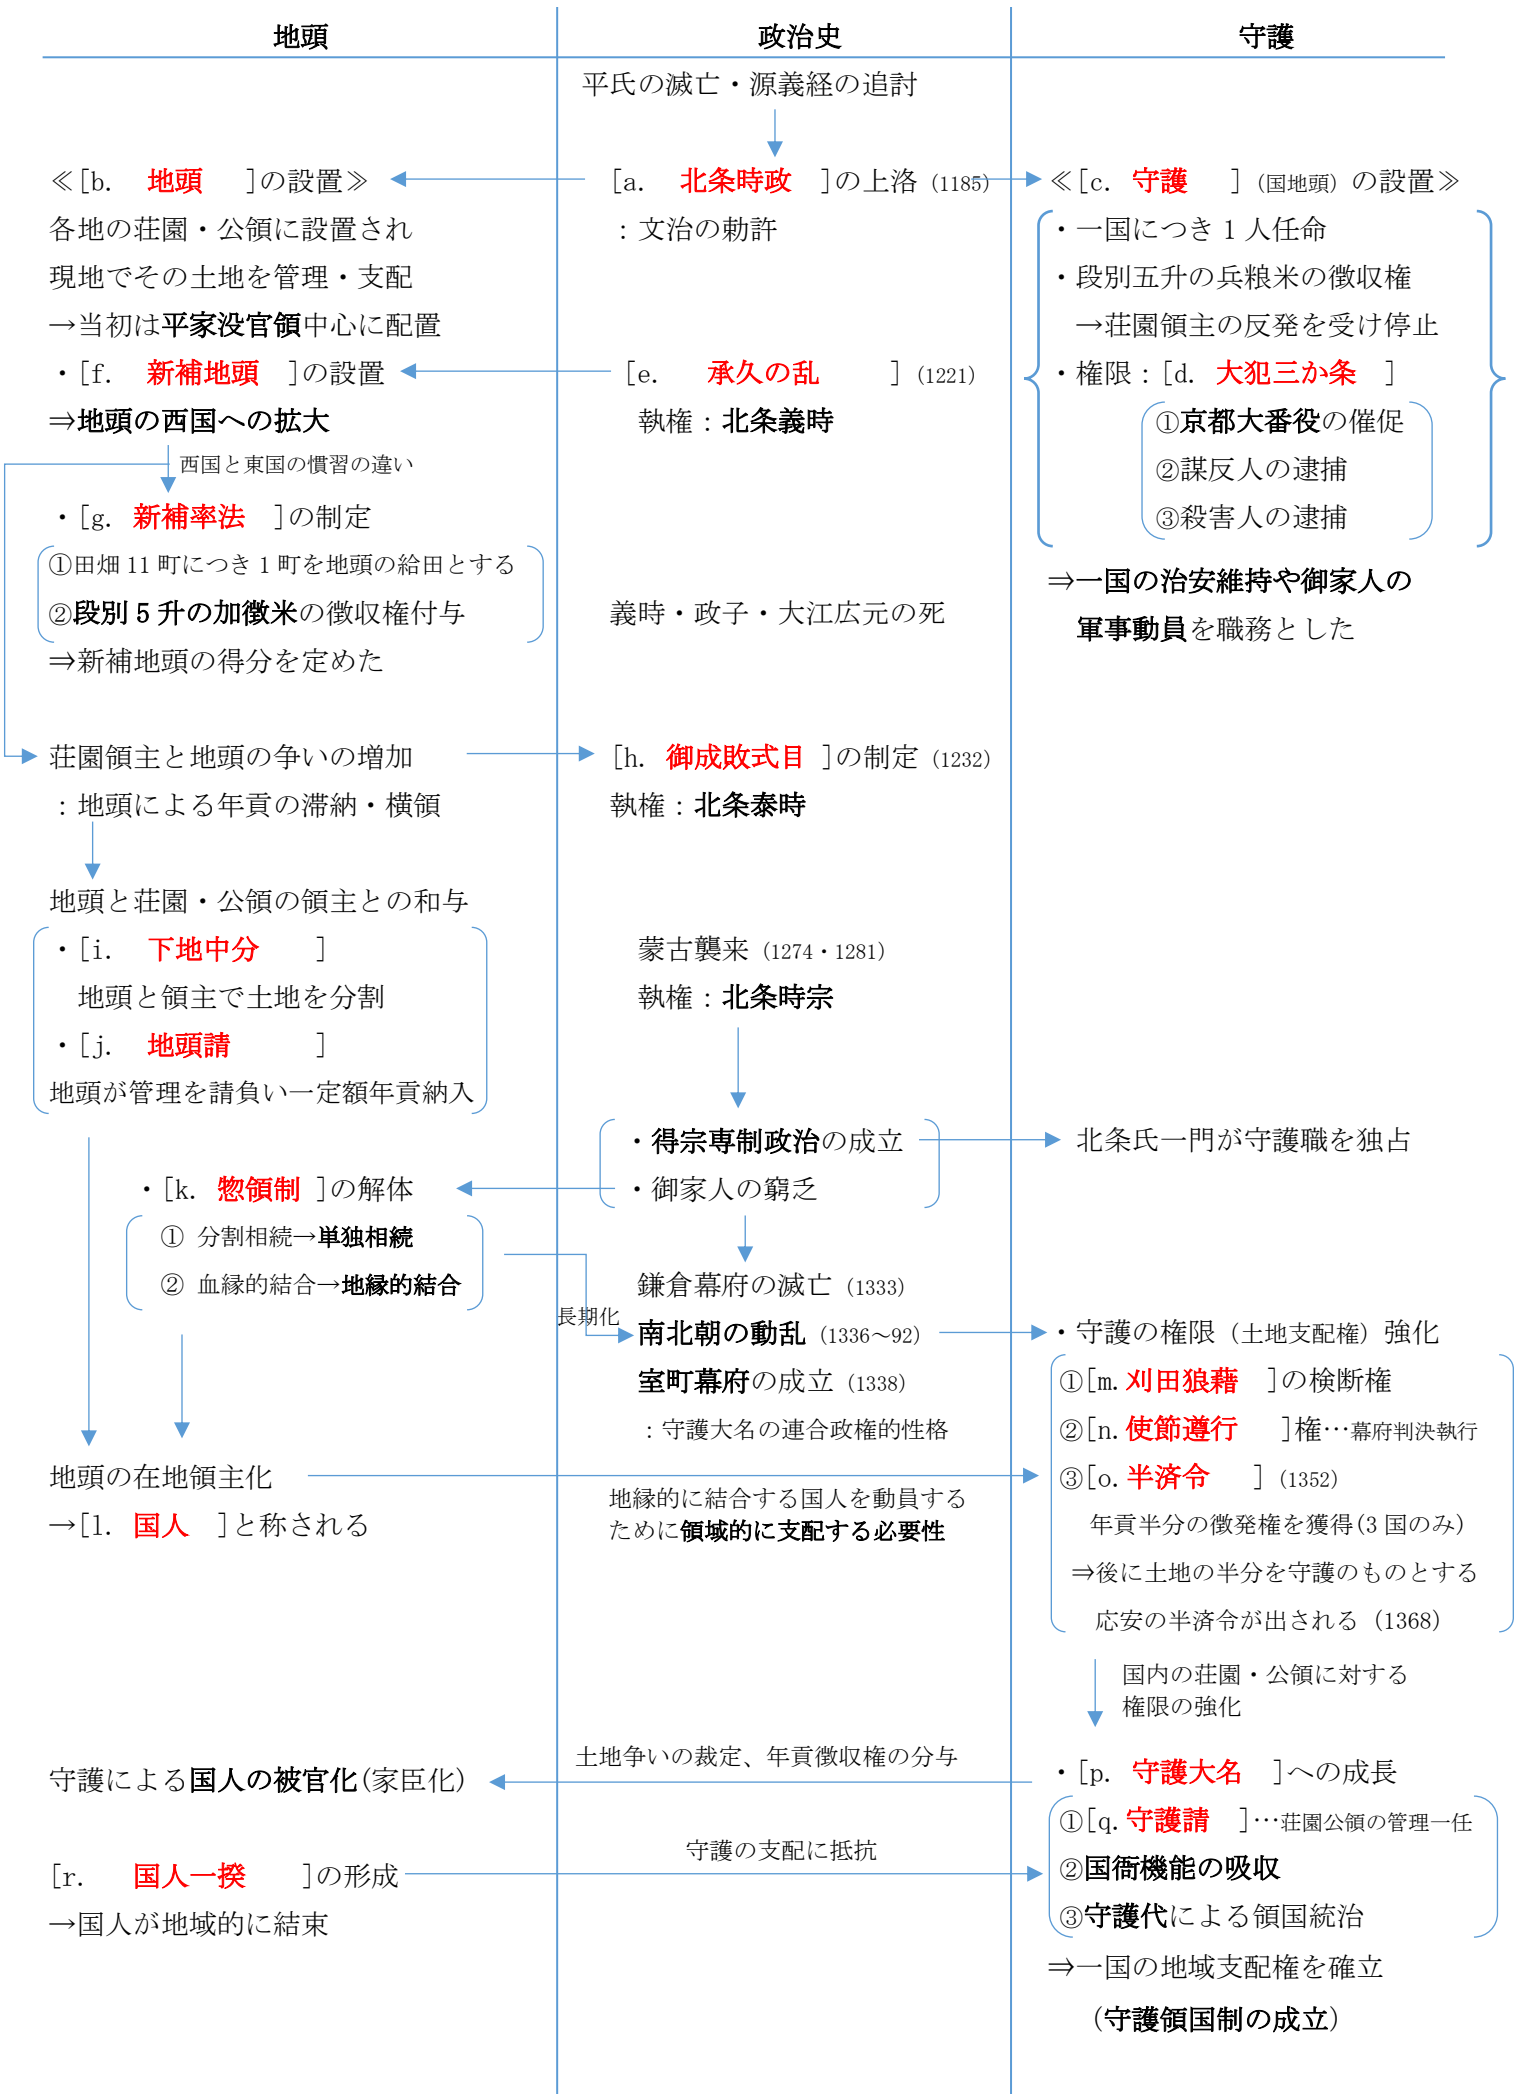 地頭
政治史
守護
平氏の滅亡・源義経の追討
≪[b. 地頭 ]の設置≫
[a. 北条時政 ]の上洛（1185）
≪[c. 守護 ]（国地頭）の設置≫
各地の荘園・公領に設置され
：文治の勅許
・一国につき1人任命
現地でその土地を管理・支配
・段別五升の兵粮米の徴収権
→当初は平家没官領中心に配置
→荘園領主の反発を受け停止
・[f. 新補地頭 ]の設置
[e. 承久の乱 ]（1221）
・権限：[d. 大犯三か条 ]
⇒地頭の西国への拡大
執権：北条義時
①京都大番役の催促
西国と東国の慣習の違い
②謀反人の逮捕
・[g. 新補率法 ]の制定
③殺害人の逮捕
①田畑11町につき1町を地頭の給田とする
⇒一国の治安維持や御家人の
②段別5升の加徴米の徴収権付与
義時・政子・大江広元の死
軍事動員を職務とした
⇒新補地頭の得分を定めた
荘園領主と地頭の争いの増加
[h. 御成敗式目 ]の制定（1232）
：地頭による年貢の滞納・横領
執権：北条泰時
地頭と荘園・公領の領主との和与
・[i. 下地中分 ]
蒙古襲来（1274・1281）
地頭と領主で土地を分割
執権：北条時宗
・[j. 地頭請 ]
地頭が管理を請負い一定額年貢納入
・得宗専制政治の成立
北条氏一門が守護職を独占
・[k. 惣領制 ]の解体
・御家人の窮乏
① 分割相続→単独相続
② 血縁的結合→地縁的結合
鎌倉幕府の滅亡（1333）
長期化
南北朝の動乱（1336～92）
・守護の権限（土地支配権）強化
室町幕府の成立（1338）
①[m.刈田狼藉 ]の検断権
：守護大名の連合政権的性格
②[n.使節遵行 ]権…幕府判決執行
地頭の在地領主化
③[o.半済令 ]（1352）
地縁的に結合する国人を動員する
→[l. 国人 ]と称される
ために領域的に支配する必要性
年貢半分の徴発権を獲得(3国のみ)
⇒後に土地の半分を守護のものとする
応安の半済令が出される（1368）
国内の荘園・公領に対する
権限の強化
土地争いの裁定、年貢徴収権の分与
守護による国人の被官化(家臣化)
・[p. 守護大名 ]への成長
①[q.守護請 ]…荘園公領の管理一任
守護の支配に抵抗
[r. 国人一揆 ]の形成
②国衙機能の吸収
→国人が地域的に結束
③守護代による領国統治
⇒一国の地域支配権を確立
（守護領国制の成立）